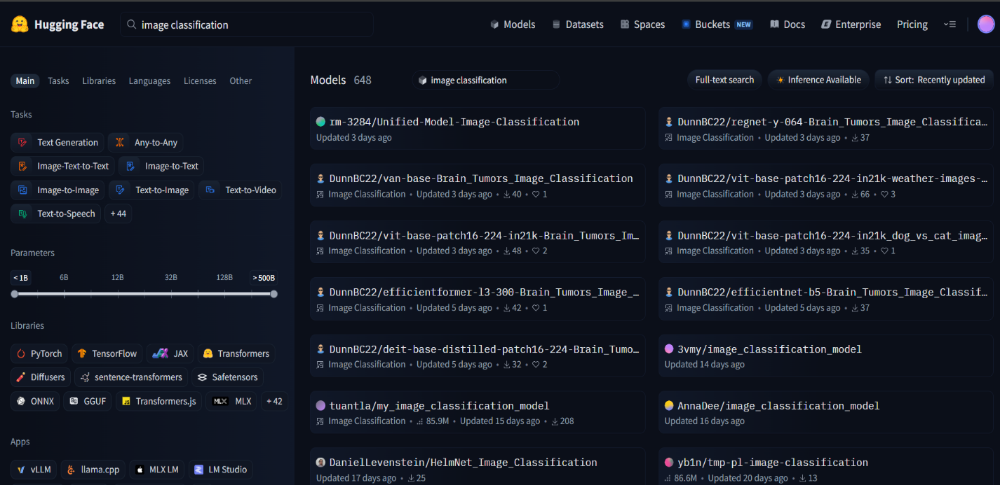 Hugging Face
image classification
Models
Datasets
Spaces
Buckets NEW
Docs
Enterprise
Pricing
Main Tasks Libraries Languages Licenses Other
Tasks
Text Generation Any-to-Any
Image-Text-to-Text Image-to-Text
Image-to-Image Text-to-Image Text-to-Video
Text-to-Speech + 44
Parameters
< 1B 6B 12B 32B 128B > 500B
Libraries
PyTorch TensorFlow JAX Transformers
Diffusers sentence-transformers Safetensors
ONNX GGUF Transformers.js MLX MLX + 42
Apps
vLLM llama.cpp MLX LM LM Studio
Models 648
image classification
Full-text search
Inference Available
Sort: Recently updated
rm-3284/Unified-Model-Image-Classification
Updated 3 days ago
DunnBC22/regnet-y-064-Brain_Tumors_Image_Classifica…
Image Classification • Updated 3 days ago • 37
DunnBC22/van-base-Brain_Tumors_Image_Classification
Image Classification • Updated 3 days ago • 40 • 1
DunnBC22/vit-base-patch16-224-in21k-weather-images-…
Image Classification • Updated 3 days ago • 66 • 3
DunnBC22/vit-base-patch16-224-in21k-Brain_Tumors_Im…
Image Classification • Updated 3 days ago • 48 • 2
DunnBC22/vit-base-patch16-224-in21k_dog_vs_cat_imag…
Image Classification • Updated 3 days ago • 35 • 1
DunnBC22/efficientformer-l3-300-Brain_Tumors_Image_…
Image Classification • Updated 5 days ago • 42 • 1
DunnBC22/efficientnet-b5-Brain_Tumors_Image_Classif…
Image Classification • Updated 5 days ago • 37
DunnBC22/deit-base-distilled-patch16-224-Brain_Tumo…
Image Classification • Updated 5 days ago • 32 • 2
3vmy/image_classification_model
Updated 14 days ago
tuantla/my_image_classification_model
Image Classification • 85.9M • Updated 15 days ago • 208
AnnaDee/image_classification_model
Updated 16 days ago
DanielLevenstein/HelmNet_Image_Classification
Updated 17 days ago • 25
yb1n/tmp-pl-image-classification
86.6M • Updated 20 days ago • 13